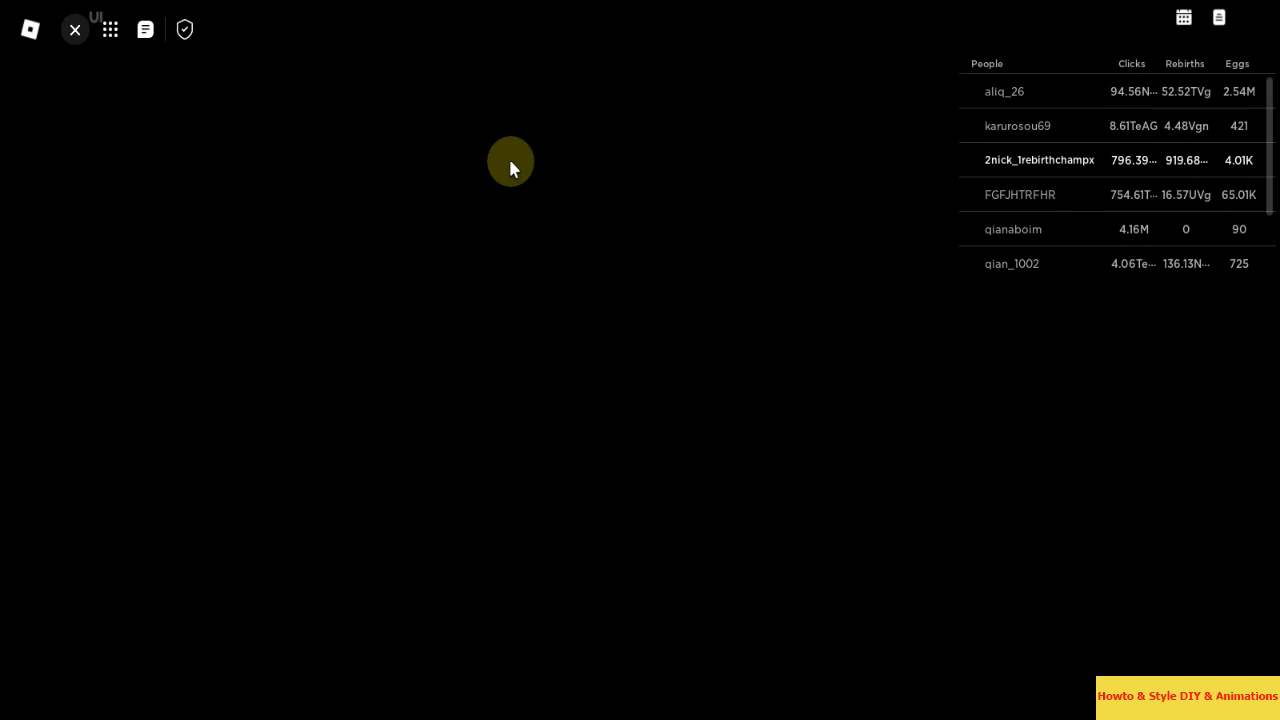 UI
People Clicks Rebirths Eggs
aliq_26 94.56N... 52.52TVg 2.54M
karurosou69 8.61TeAG 4.48Vgn 421
2nick_1rebirthchampx 796.39... 919.68... 4.01K
FGFJHTRFHR 754.61T... 16.57UVg 65.01K
qianaboim 4.16M 0 90
qian_1002 4.06Te... 136.13N... 725
Howto & Style DIY & Animations